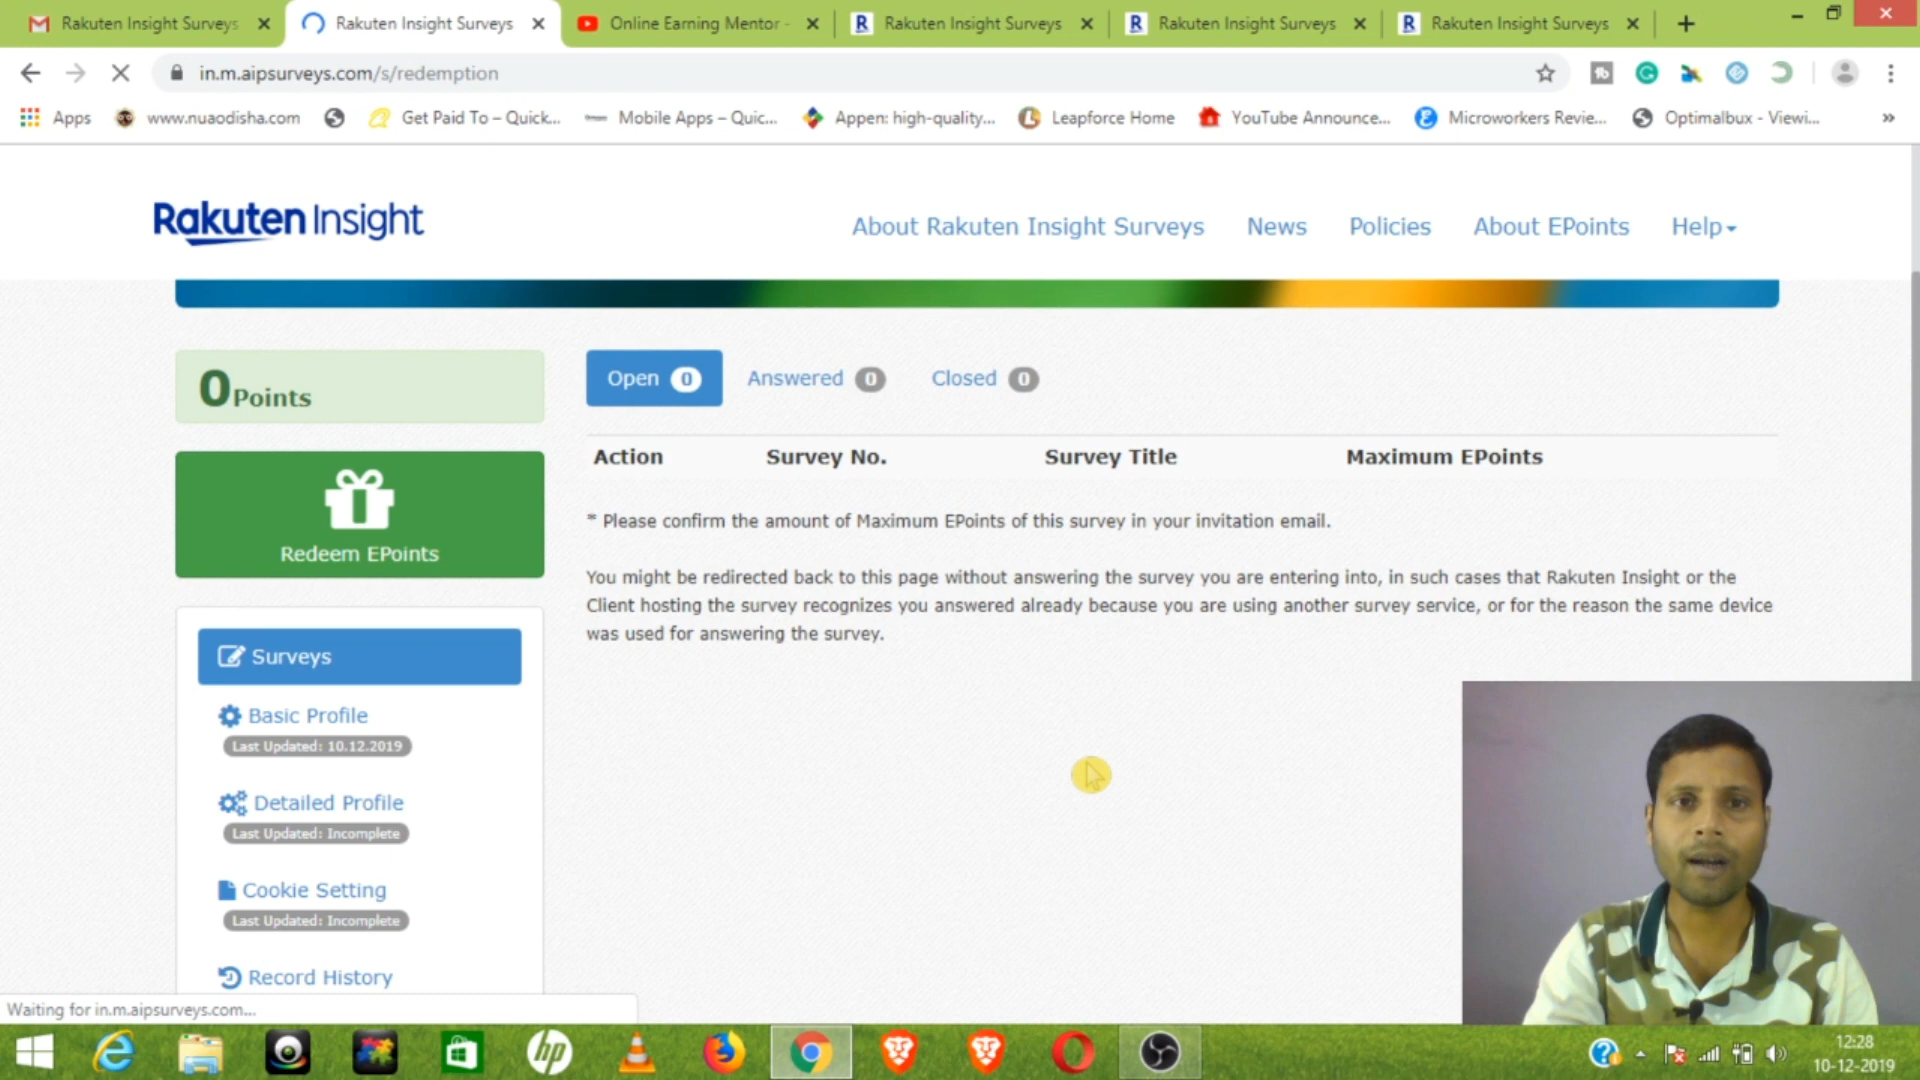 Rakuten Insight Surveys
Rakuten Insight Surveys
Online Earning Mentor -
Rakuten Insight Surveys
Rakuten Insight Surveys
Rakuten Insight Surveys
in.m.aipsurveys.com/s/redemption
Apps
www.nuaodisha.com
Get Paid To – Quick...
Mobile Apps – Quic...
Appen: high-quality...
Leapforce Home
YouTube Announce...
Microworkers Revie...
Optimalbux - Viewi...
»
Rakuten Insight
About Rakuten Insight Surveys
News
Policies
About EPoints
Help
0 Points
Open 0
Answered 0
Closed 0
Redeem EPoints
Action Survey No. Survey Title Maximum EPoints
* Please confirm the amount of Maximum EPoints of this survey in your invitation email.
You might be redirected back to this page without answering the survey you are entering into, in such cases that Rakuten Insight or the
Client hosting the survey recognizes you answered already because you are using another survey service, or for the reason the same device
was used for answering the survey.
Surveys
Basic Profile
Last Updated: 10.12.2019
Detailed Profile
Last Updated: Incomplete
Cookie Setting
Last Updated: Incomplete
Record History
Waiting for in.m.aipsurveys.com...
hp
12:28
10-12-2019